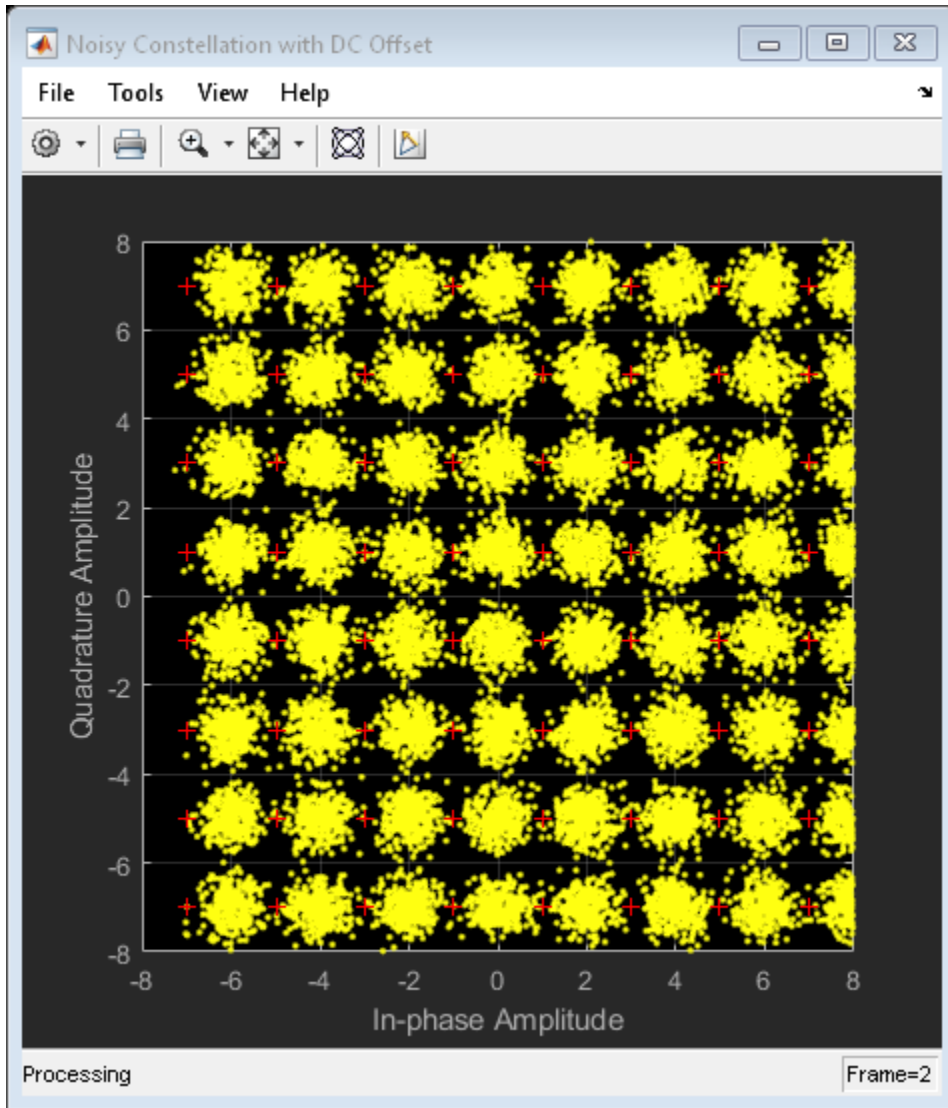 Noisy Constellation with DC Offset
File Tools View Help
8
6
4
2
0
-2
-4
-6
-8
Quadrature Amplitude
-8 -6 -4 -2 0 2 4 6 8
In-phase Amplitude
Processing Frame=2